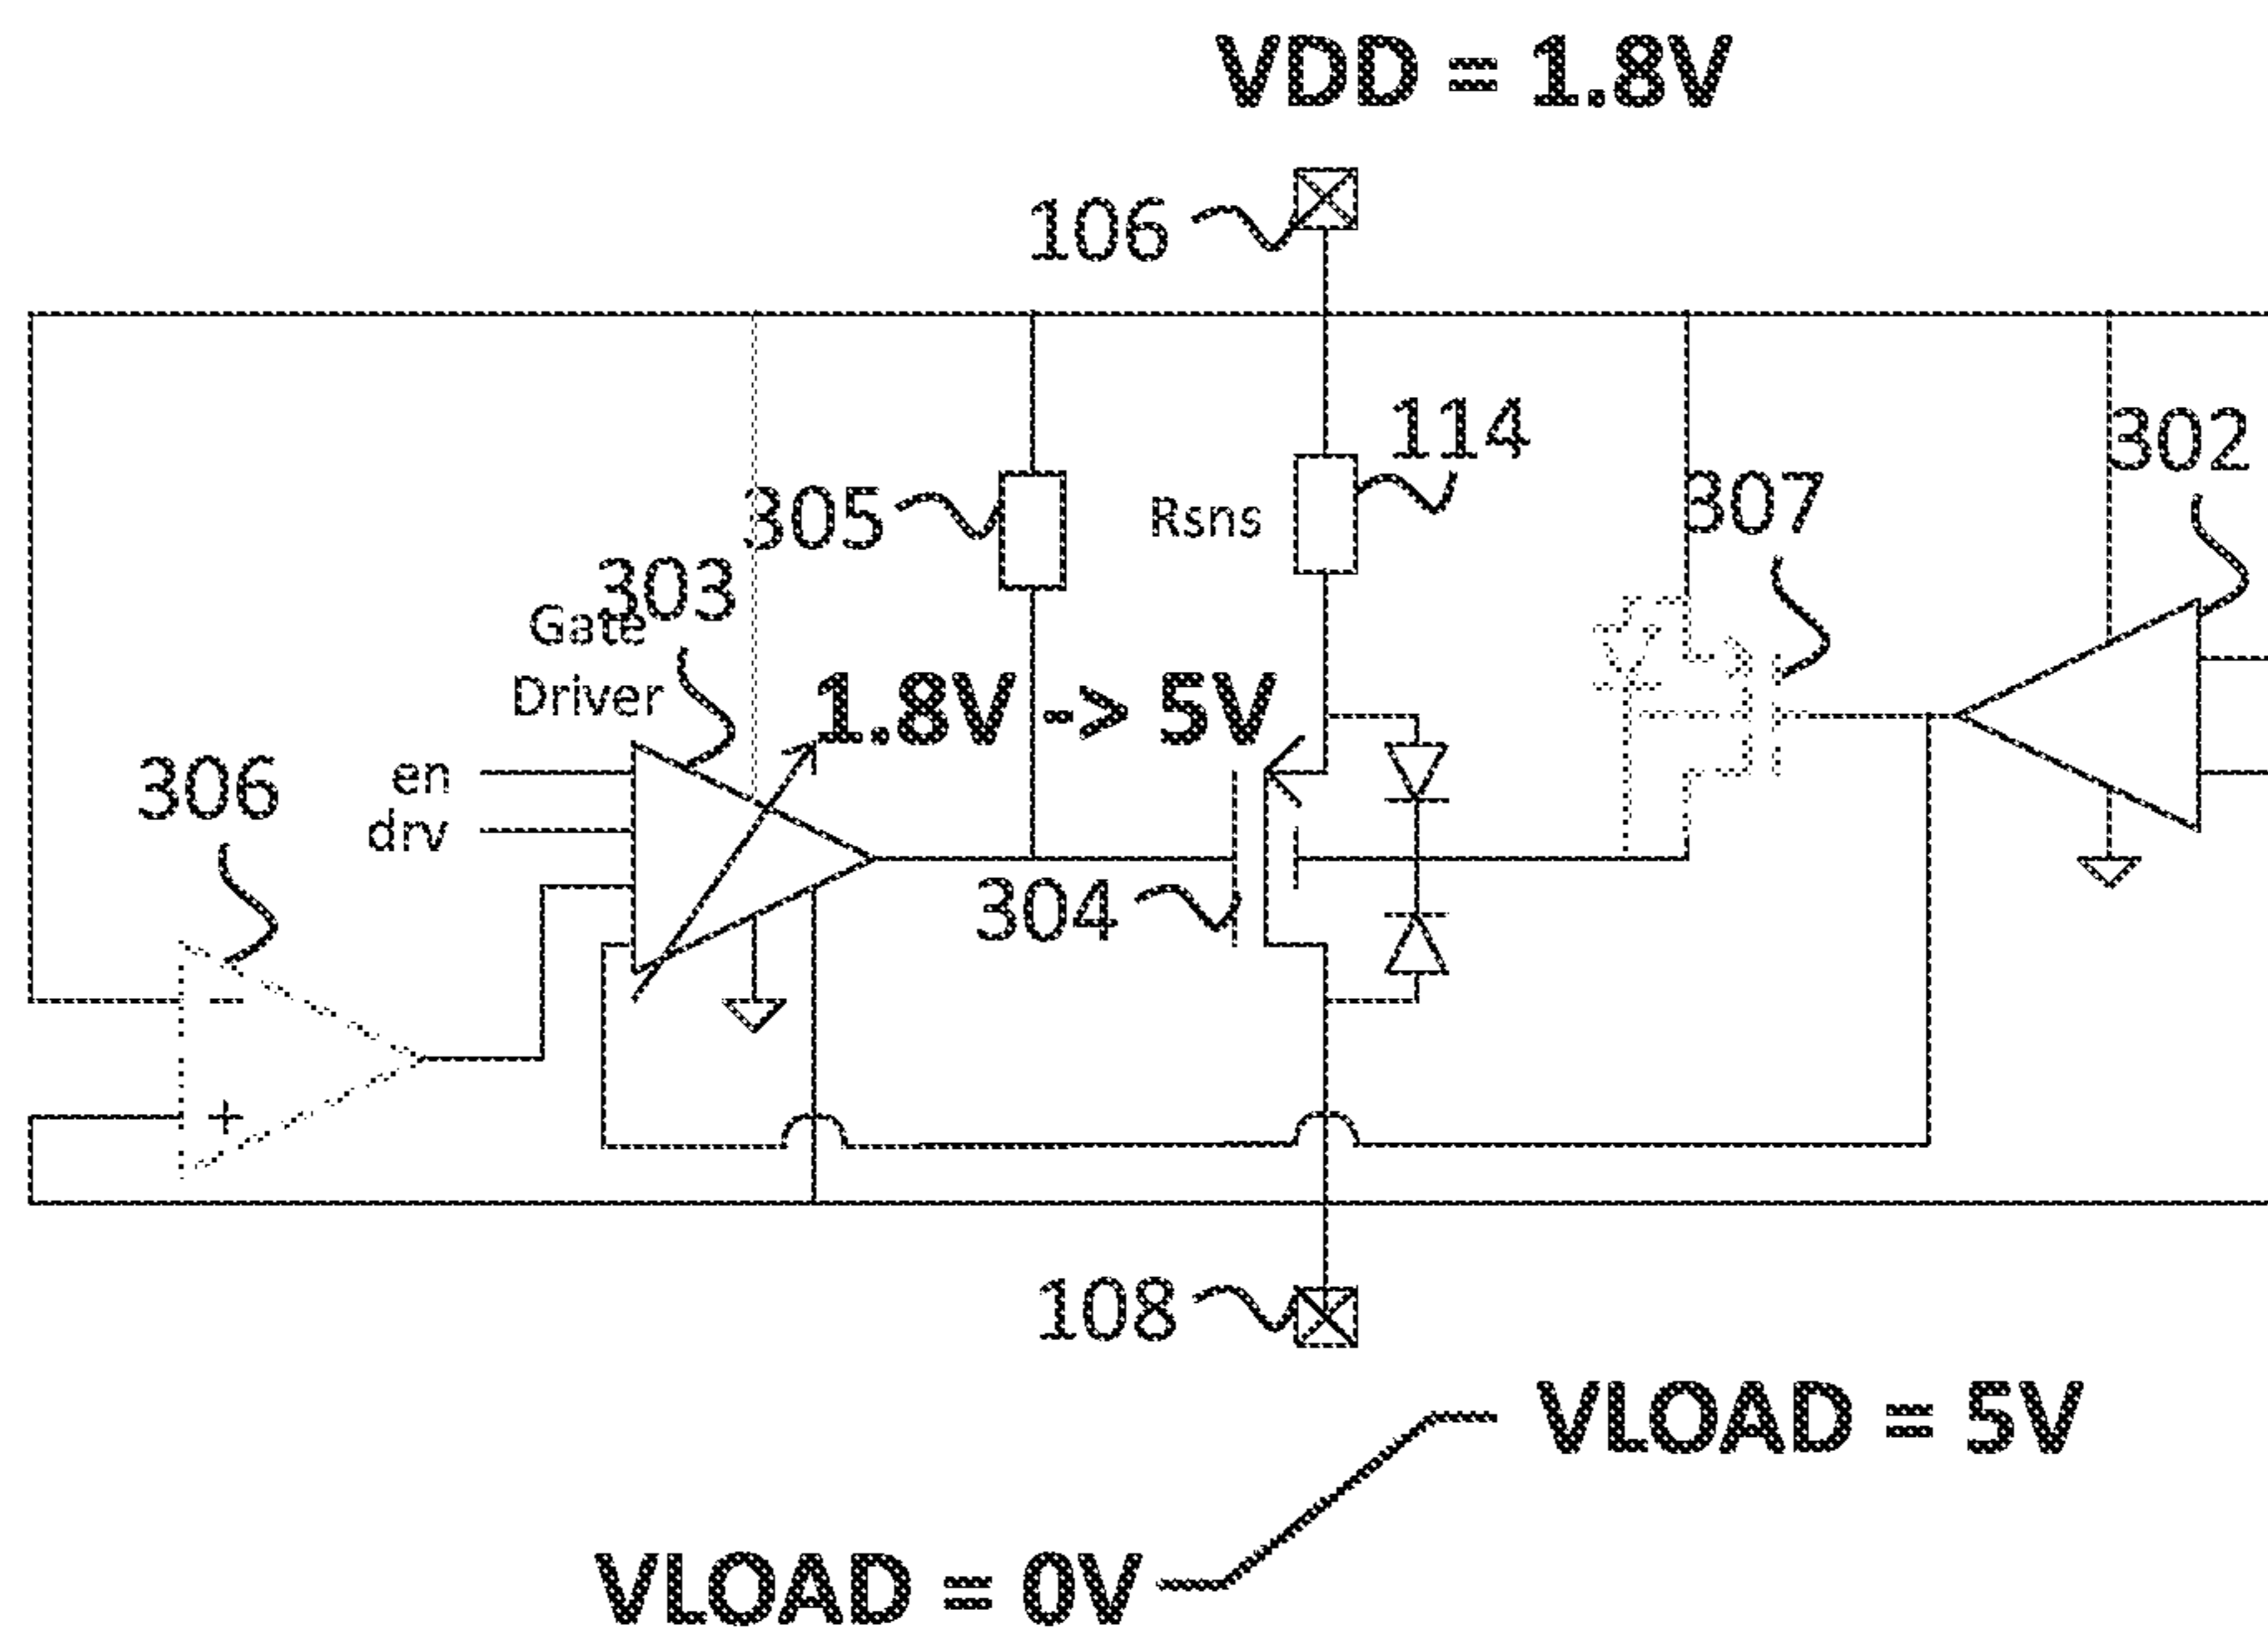 VDD = 1.8V
106
114
302
305
Rsns
307
303
Gate
Driver
1.8V -> 5V
306
en
drv
304
−
+
108
VLOAD = 5V
VLOAD = 0V